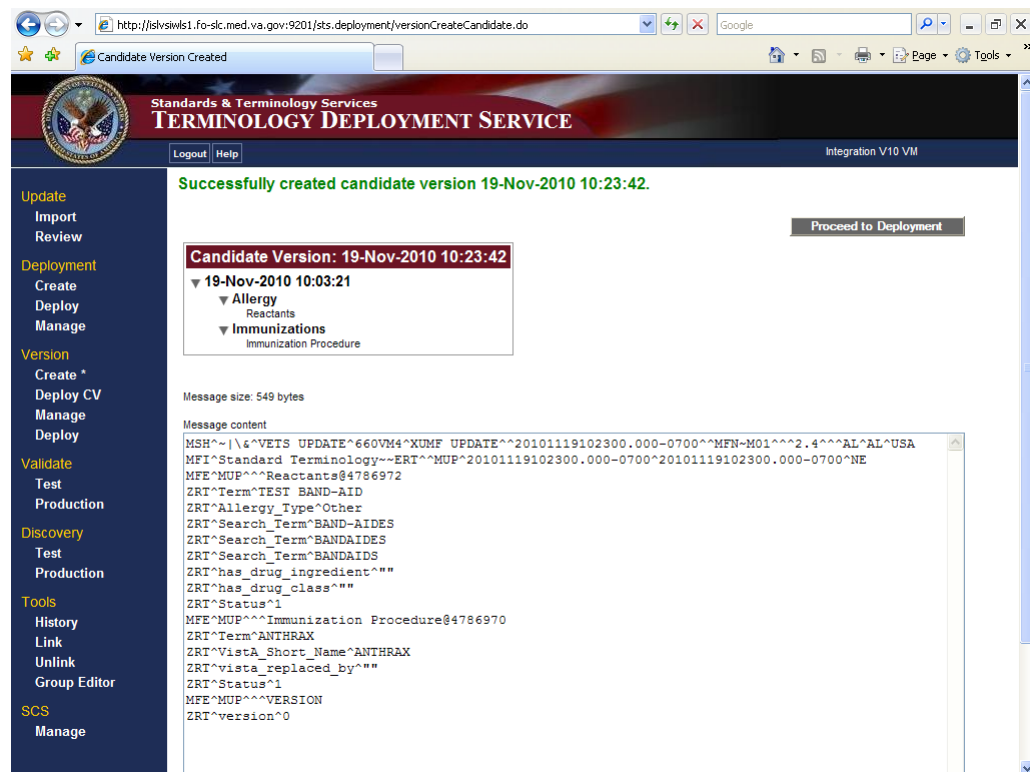 http://islvsiwls1.fo-slc.med.va.gov:9201/sts.deployment/versionCreateCandidate.do
Google
Candidate Version Created
Page
Tools
Standards & Terminology Services
TERMINOLOGY DEPLOYMENT SERVICE
Logout Help
Integration V10 VM
Update
Import
Review
Deployment
Create
Deploy
Manage
Version
Create *
Deploy CV
Manage
Deploy
Validate
Test
Production
Discovery
Test
Production
Tools
History
Link
Unlink
Group Editor
SCS
Manage
Successfully created candidate version 19-Nov-2010 10:23:42.
Proceed to Deployment
Candidate Version: 19-Nov-2010 10:23:42
19-Nov-2010 10:03:21
Allergy
Reactants
Immunizations
Immunization Procedure
Message size: 549 bytes
Message content
MSH^~|\&^VETS UPDATE^660VM4^XUMF UPDATE^^20101119102300.000-0700^^MFN~M01^^^2.4^^^AL^AL^USA
MFI^Standard Terminology~~ERT^^MUP^20101119102300.000-0700^20101119102300.000-0700^NE
MFE^MUP^^^Reactants@4786972
ZRT^Term^TEST BAND-AID
ZRT^Allergy_Type^Other
ZRT^Search_Term^BAND-AIDES
ZRT^Search_Term^BANDAIDES
ZRT^Search_Term^BANDAIDS
ZRT^has_drug_ingredient^""
ZRT^has_drug_class^""
ZRT^Status^1
MFE^MUP^^^Immunization Procedure@4786970
ZRT^Term^ANTHRAX
ZRT^VistA_Short_Name^ANTHRAX
ZRT^vista_replaced_by^""
ZRT^Status^1
MFE^MUP^^^VERSION
ZRT^version^0